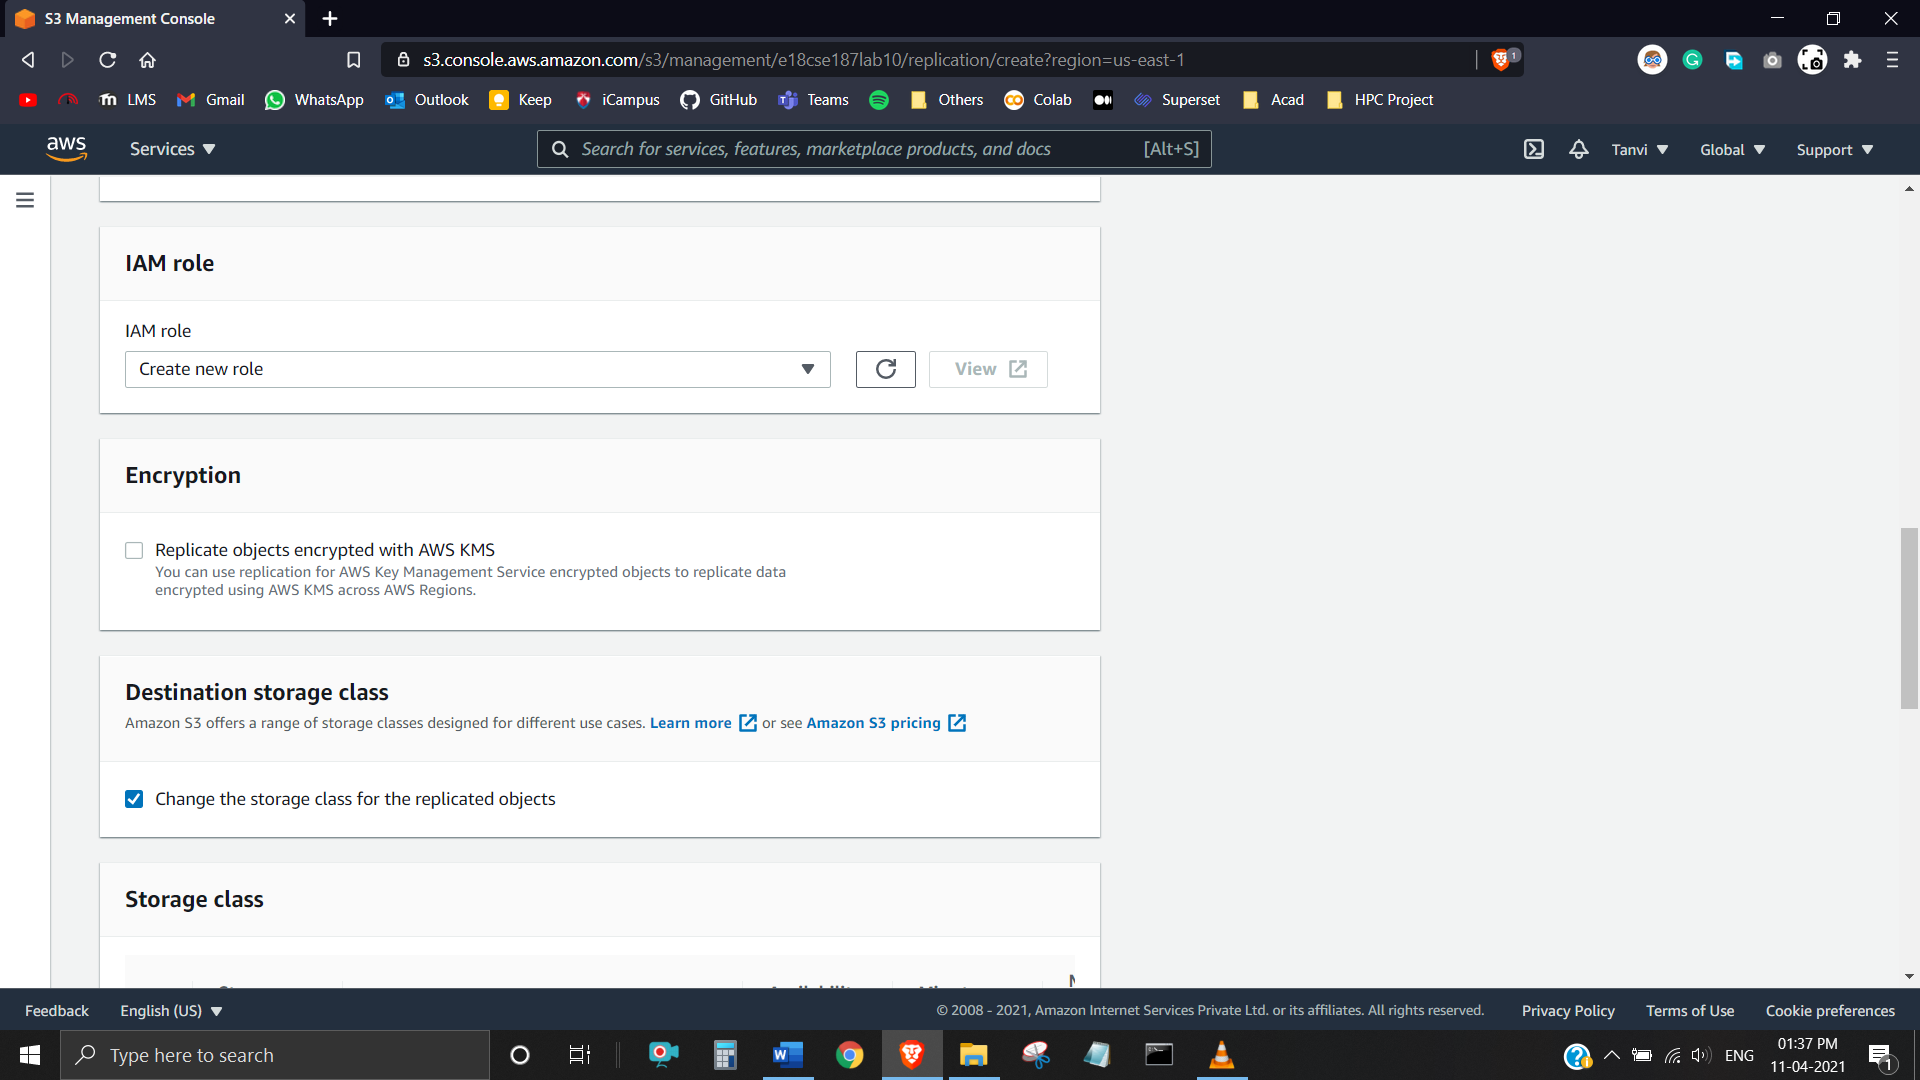 S3 Management Console
s3.console.aws.amazon.com/s3/management/e18cse187lab10/replication/create?region=us-east-1
1
LMS
Gmail
WhatsApp
Outlook
Keep
iCampus
GitHub
Teams
Others
Colab
Superset
Acad
HPC Project
aws
Services
Search for services, features, marketplace products, and docs
[Alt+S]
Tanvi
Global
Support
IAM role
IAM role
Create new role
View
Encryption
Replicate objects encrypted with AWS KMS
You can use replication for AWS Key Management Service encrypted objects to replicate data
encrypted using AWS KMS across AWS Regions.
Destination storage class
Amazon S3 offers a range of storage classes designed for different use cases. Learn more or see Amazon S3 pricing
Change the storage class for the replicated objects
Storage class
Feedback
English (US)
© 2008 - 2021, Amazon Internet Services Private Ltd. or its affiliates. All rights reserved.
Privacy Policy
Terms of Use
Cookie preferences
Type here to search
ENG
01:37 PM
11-04-2021
1